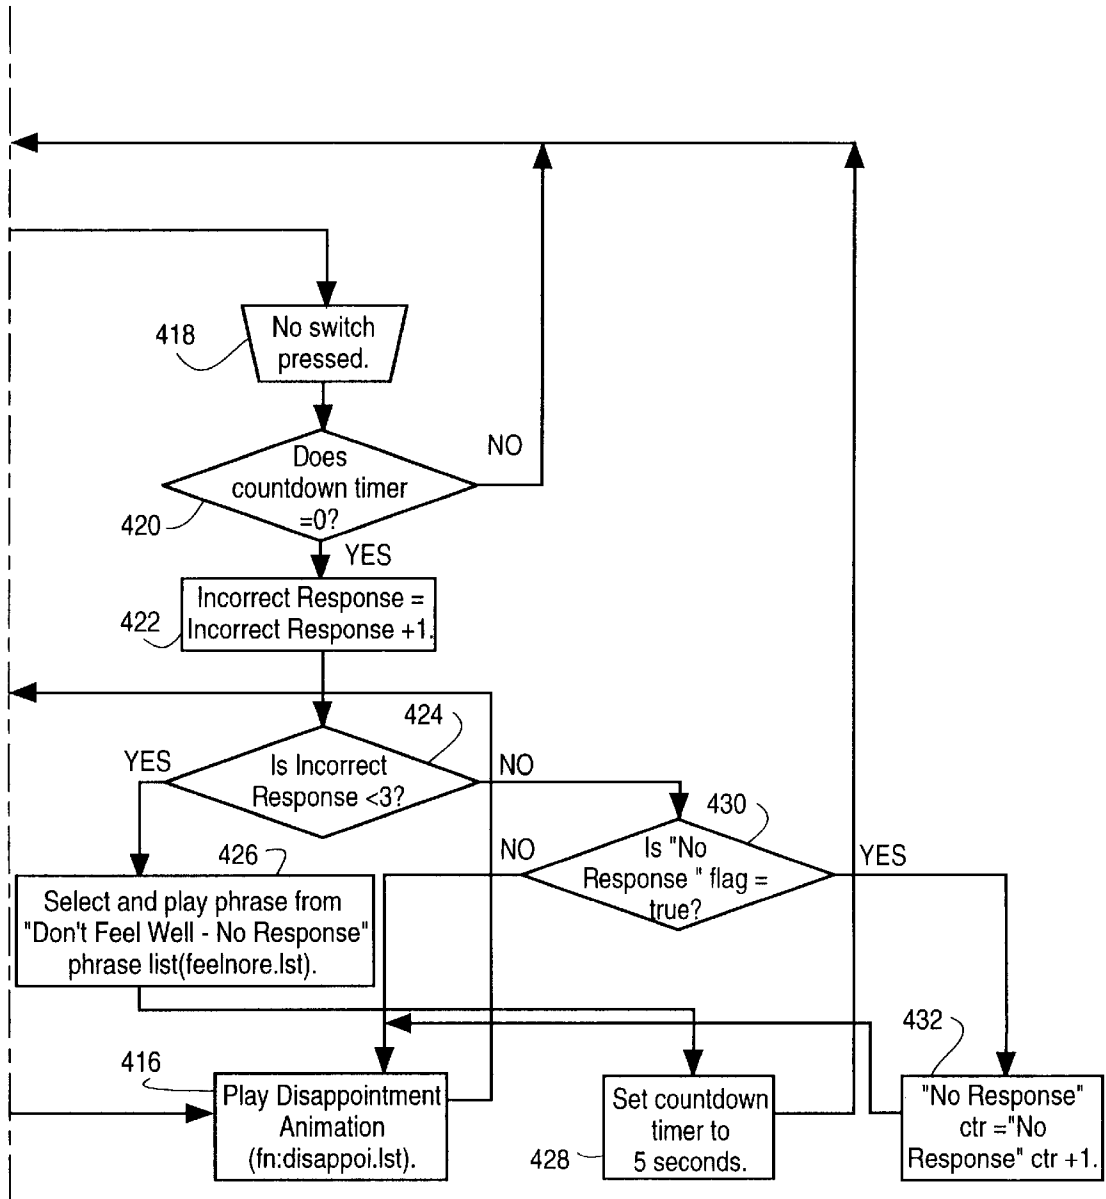 418
No switch
pressed.
NO
Does
countdown timer
=0?
420
YES
Incorrect Response =
Incorrect Response +1.
422
424
YES
Is Incorrect
Response <3?
NO
430
426
NO
Is "No
Response " flag =
true?
YES
Select and play phrase from
"Don't Feel Well - No Response"
phrase list(feelnore.lst).
432
416
Play Disappointment
Animation
(fn:disappoi.lst).
Set countdown
timer to
5 seconds.
428
"No Response"
ctr ="No
Response" ctr +1.